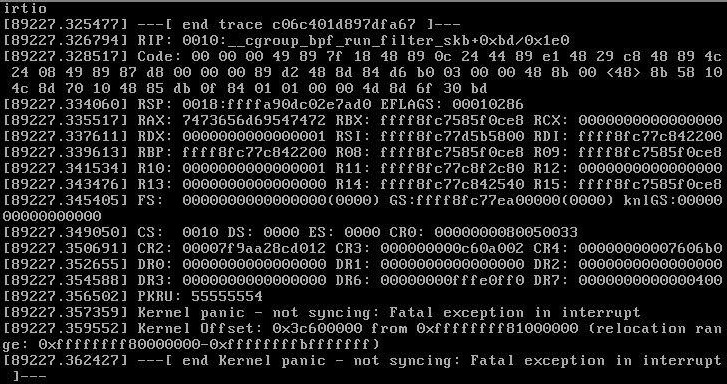 irtio
[89227.325477] ---[ end trace c06c401d897dfa67 ]---
[89227.326794] RIP: 0010:__cgroup_bpf_run_filter_skb+0xbd/0x1e0
[89227.328517] Code: 00 00 00 49 89 7f 18 48 89 0c 24 44 89 e1 48 29 c8 48 89 4c
 24 08 49 89 87 d8 00 00 00 89 d2 48 8d 84 d6 b0 03 00 00 48 8b 00 <48> 8b 58 10
 4c 8d 70 10 48 85 db 0f 84 01 01 00 00 4d 8d 6f 30 bd
[89227.334060] RSP: 0018:ffffa90dc02e7ad0 EFLAGS: 00010286
[89227.335517] RAX: 7473656d69547472 RBX: ffff8fc7585f0ce8 RCX: 0000000000000000
[89227.337611] RDX: 0000000000000001 RSI: ffff8fc77d5b5800 RDI: ffff8fc77c842200
[89227.339613] RBP: ffff8fc77c842200 R08: ffff8fc7585f0ce8 R09: ffff8fc7585f0ce8
[89227.341534] R10: 0000000000000001 R11: ffff8fc77c8f2c80 R12: 0000000000000000
[89227.343476] R13: 0000000000000000 R14: ffff8fc77c842540 R15: ffff8fc7585f0ce8
[89227.345405] FS:  0000000000000000(0000) GS:ffff8fc77ea00000(0000) knlGS:00000
00000000000
[89227.349050] CS:  0010 DS: 0000 ES: 0000 CR0: 0000000080050033
[89227.350691] CR2: 00007f9aa28cd012 CR3: 000000000c60a002 CR4: 00000000007606b0
[89227.352655] DR0: 0000000000000000 DR1: 0000000000000000 DR2: 0000000000000000
[89227.354588] DR3: 0000000000000000 DR6: 00000000fffe0ff0 DR7: 0000000000000400
[89227.356502] PKRU: 55555554
[89227.357359] Kernel panic - not syncing: Fatal exception in interrupt
[89227.359552] Kernel Offset: 0x3c600000 from 0xffffffff81000000 (relocation ran
ge: 0xffffffff80000000-0xffffffffbfffffff)
[89227.362427] ---[ end Kernel panic - not syncing: Fatal exception in interrupt
 ]---